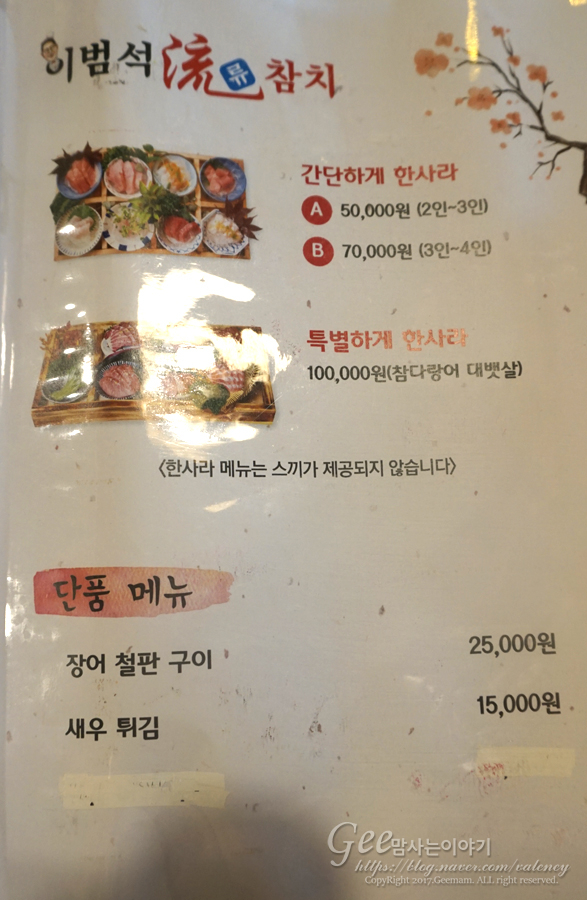 이범석 流 류 참치
간단하게 한사라
A 50,000원 (2인~3인)
B 70,000원 (3인~4인)
특별하게 한사라
100,000원(참다랑어 대뱃살)
〈한사라 메뉴는 스끼가 제공되지 않습니다〉
단품 메뉴
장어 철판 구이 25,000원
새우 튀김 15,000원
Gee맘사는이야기
https://blog.naver.com/valency
CopyRight 2017.Geemam. ALL right reserved.